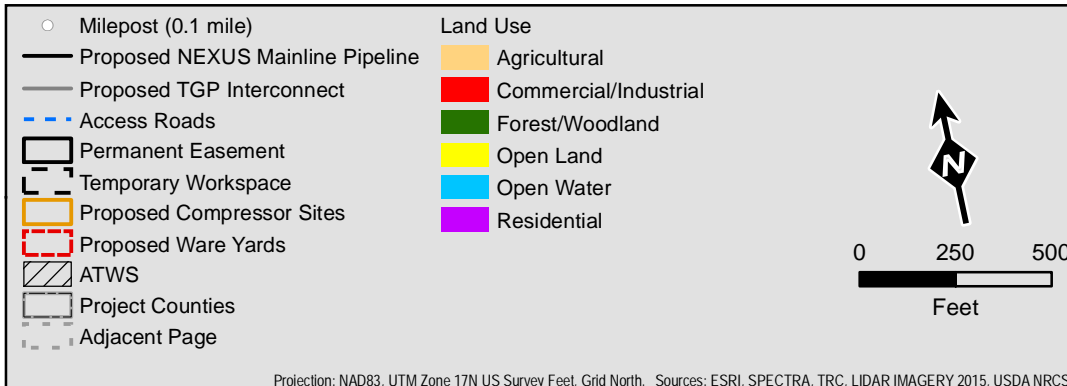 Milepost (0.1 mile)
Proposed NEXUS Mainline Pipeline
Proposed TGP Interconnect
Access Roads
Permanent Easement
Temporary Workspace
Proposed Compressor Sites
Proposed Ware Yards
ATWS
Project Counties
Adjacent Page
Land Use
Agricultural
Commercial/Industrial
Forest/Woodland
Open Land
Open Water
Residential
N
0 250 500
Feet
Projection: NAD83, UTM Zone 17N US Survey Feet, Grid North. Sources: ESRI, SPECTRA, TRC, LIDAR IMAGERY 2015, USDA NRCS